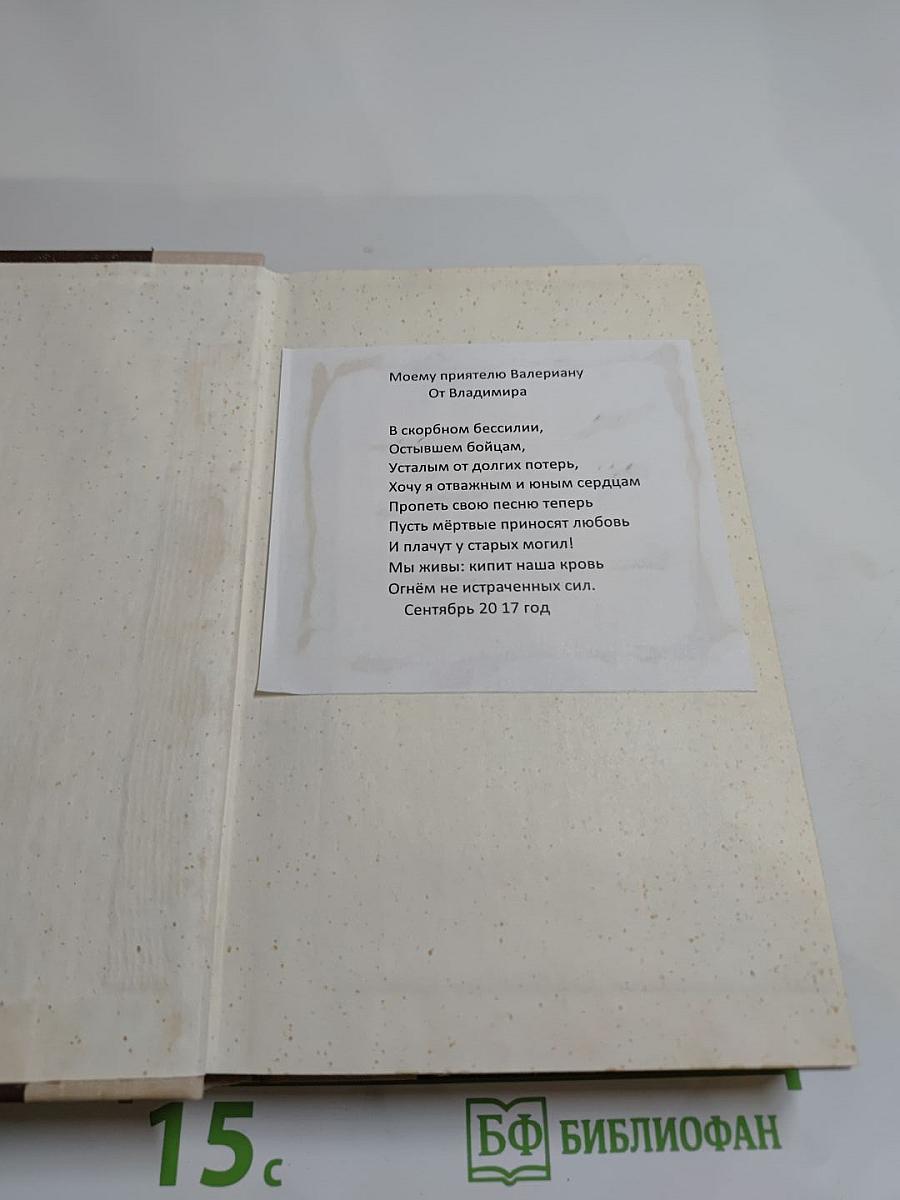 Моему приятелю Валериану
От Владимира
В скорбном бессилии,
Остывшем бойцам,
Усталым от долгих потерь,
Хочу я отважным и юным сердцам
Пропеть свою песню теперь
Пусть мёртвые приносят любовь
И плачут у старых могил!
Мы живы: кипит наша кровь
Огнём не истраченных сил.
Сентябрь 20 17 год
15 с
БФ БИБЛИОФАН